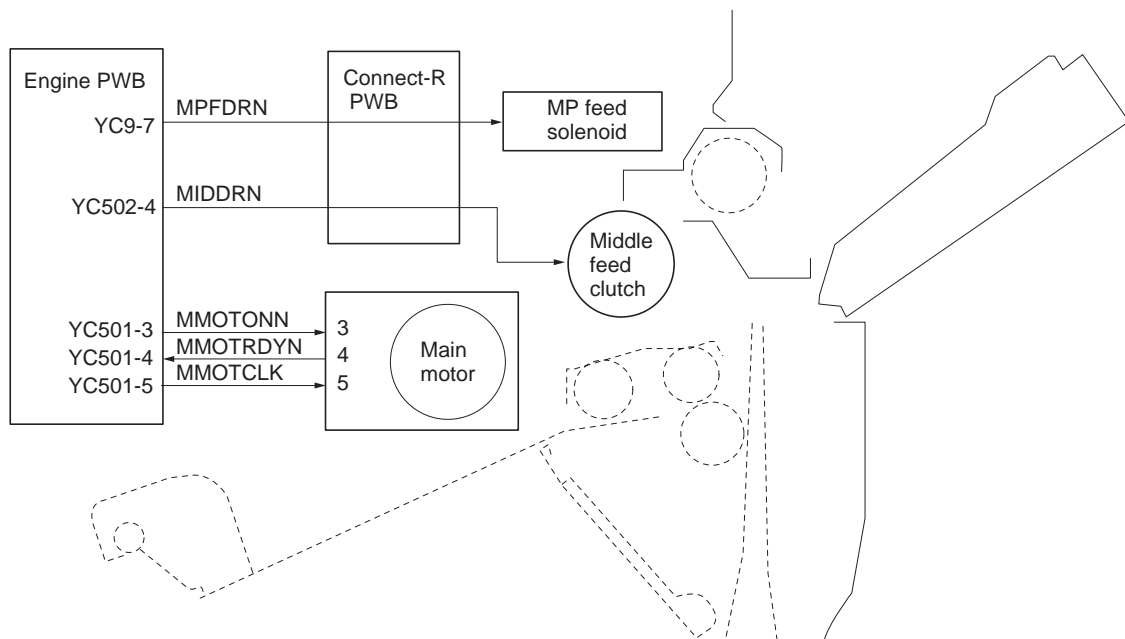 Engine PWB
Connect-R
PWB
YC9-7
MPFDRN
MP feed
solenoid
YC502-4
MIDDRN
Middle
feed
clutch
YC501-3
MMOTONN
3
YC501-4
MMOTRDYN
4
YC501-5
MMOTCLK
5
Main
motor